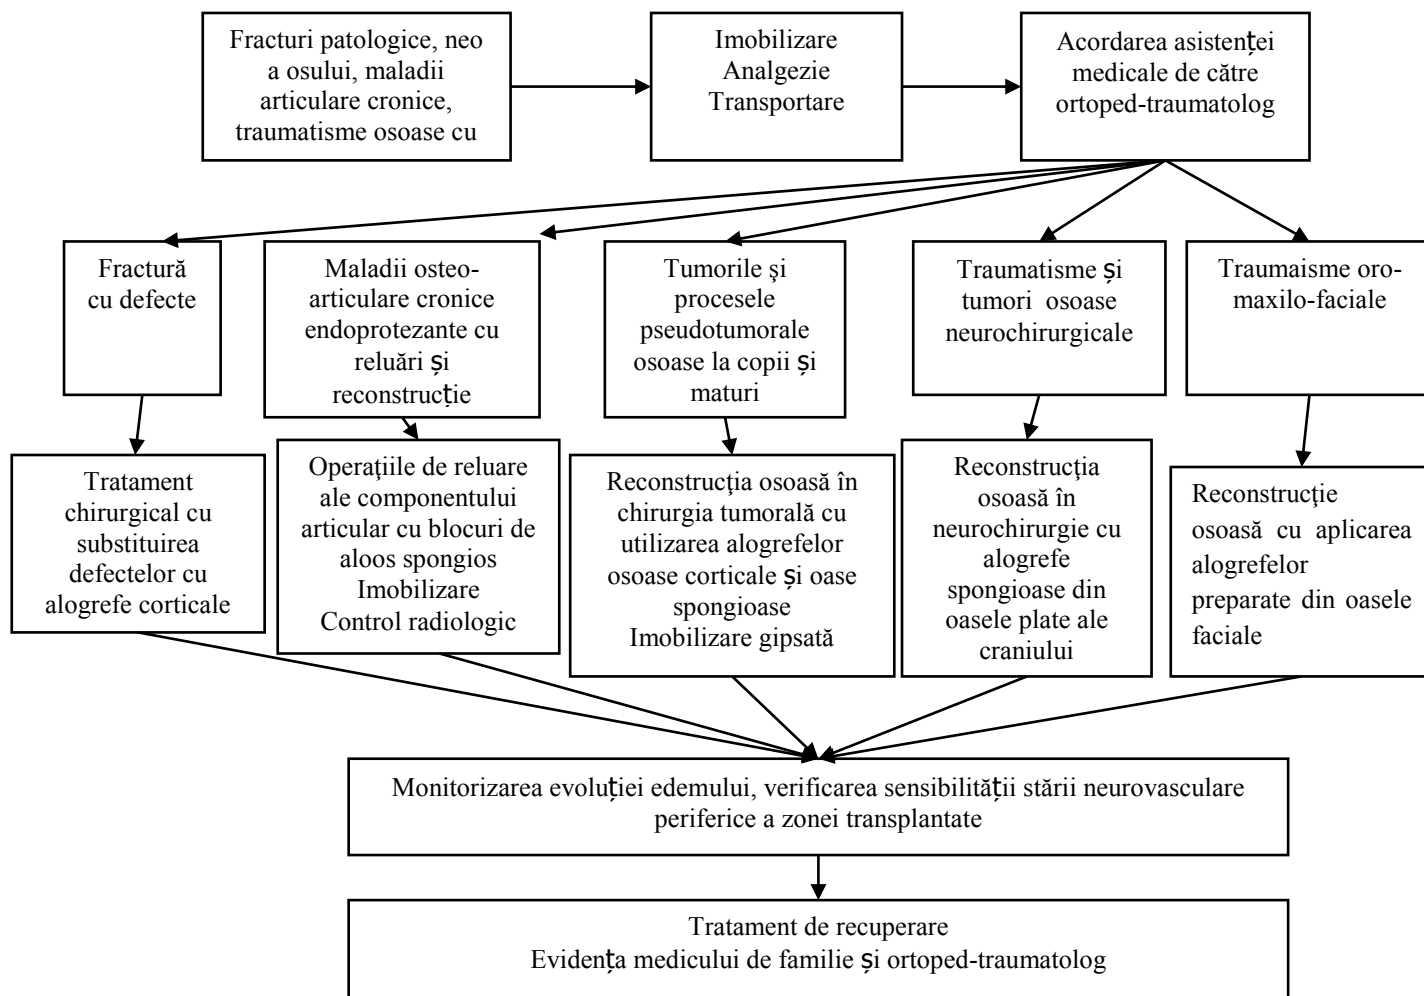 Fracturi patologice, neo
a osului, maladii
articulare cronice,
traumatisme osoase cu
Imobilizare
Analgezie
Transportare
Acordarea asistenței
medicale de către
ortoped-traumatolog
Fractură
cu defecte
Maladii osteo-
articulare cronice
endoprotezante cu
reluări și
reconstrucție
Tumorile şi
procesele
pseudotumorale
osoase la copii și
maturi
Traumatisme și
tumori osoase
neurochirurgicale
Traumaisme oro-
maxilo-faciale
Tratament
chirurgical cu
substituirea
defectelor cu
alogrefe corticale
Operaţiile de reluare
ale componentului
articular cu blocuri de
aloos spongios
Imobilizare
Control radiologic
Reconstrucţia osoasă în
chirurgia tumorală cu
utilizarea alogrefelor
osoase corticale și oase
spongioase
Imobilizare gipsată
Reconstrucţia
osoasă în
neurochirurgie cu
alogrefe
spongioase din
oasele plate ale
craniului
Reconstrucţie
osoasă cu aplicarea
alogrefelor
preparate din oasele
faciale
Monitorizarea evoluției edemului, verificarea sensibilității stării neurovasculare
periferice a zonei transplantate
Tratament de recuperare
Evidența medicului de familie și ortoped-traumatolog